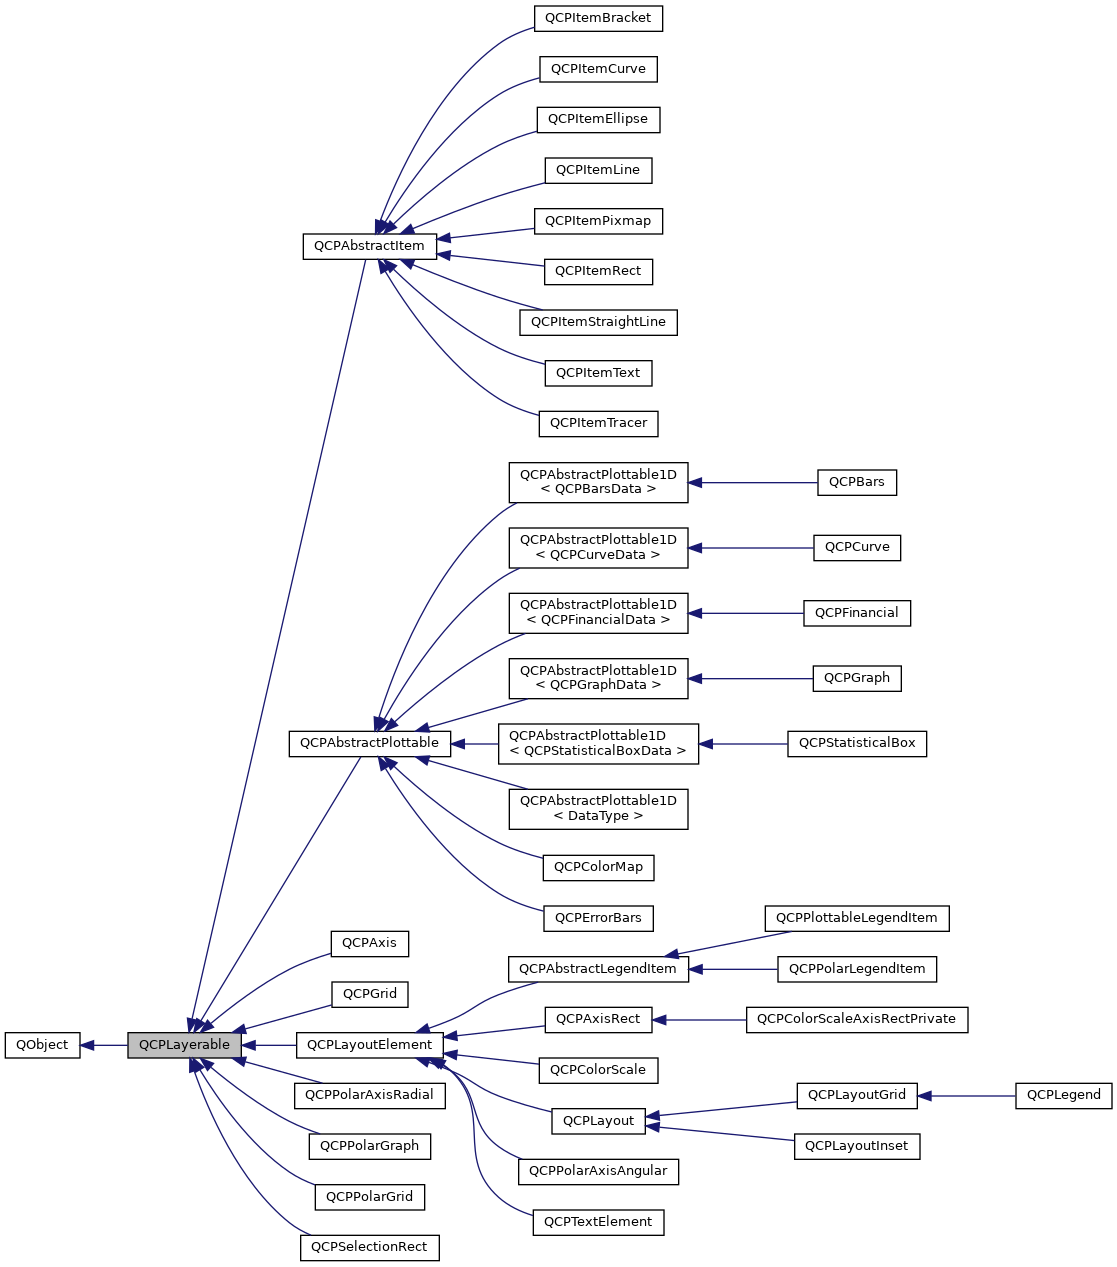 QCPItemBracket
QCPItemCurve
QCPItemEllipse
QCPItemLine
QCPItemPixmap
QCPAbstractItem
QCPItemRect
QCPItemStraightLine
QCPItemText
QCPItemTracer
QCPAbstractPlottable1D
< QCPBarsData >
QCPBars
QCPAbstractPlottable1D
< QCPCurveData >
QCPCurve
QCPAbstractPlottable1D
< QCPFinancialData >
QCPFinancial
QCPAbstractPlottable1D
< QCPGraphData >
QCPGraph
QCPAbstractPlottable
QCPAbstractPlottable1D
< QCPStatisticalBoxData >
QCPStatisticalBox
QCPAbstractPlottable1D
< DataType >
QCPColorMap
QCPErrorBars
QCPPlottableLegendItem
QCPAxis
QCPAbstractLegendItem
QCPPolarLegendItem
QCPGrid
QCPAxisRect
QCPColorScaleAxisRectPrivate
QObject
QCPLayerable
QCPLayoutElement
QCPColorScale
QCPPolarAxisRadial
QCPLayoutGrid
QCPLegend
QCPLayout
QCPPolarGraph
QCPLayoutInset
QCPPolarAxisAngular
QCPPolarGrid
QCPTextElement
QCPSelectionRect